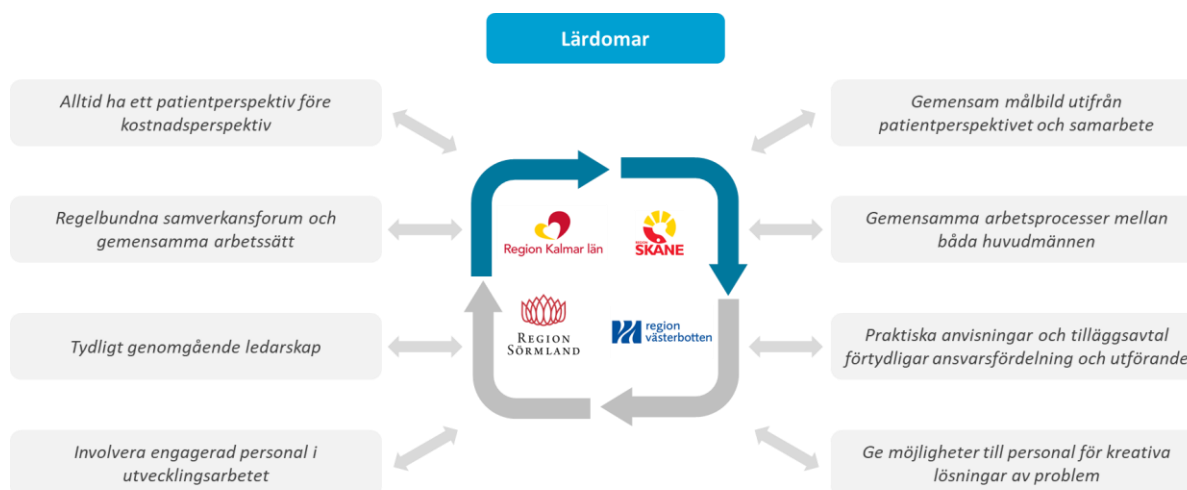 Lärdomar
Alltid ha ett patientperspektiv före
kostnadsperspektiv
Regelbundna samverkansforum och
gemensamma arbetssätt
Tydligt genomgående ledarskap
Involvera engagerad personal i
utvecklingsarbetet
Region Kalmar län
REGION
SKÅNE
REGION
SÖRMLAND
region
västerbotten
Gemensam målbild utifrån
patientperspektivet och samarbete
Gemensamma arbetsprocesser mellan
båda huvudmännen
Praktiska anvisningar och tilläggsavtal
förtydligar ansvarsfördelning och utförande
Ge möjligheter till personal för kreativa
lösningar av problem